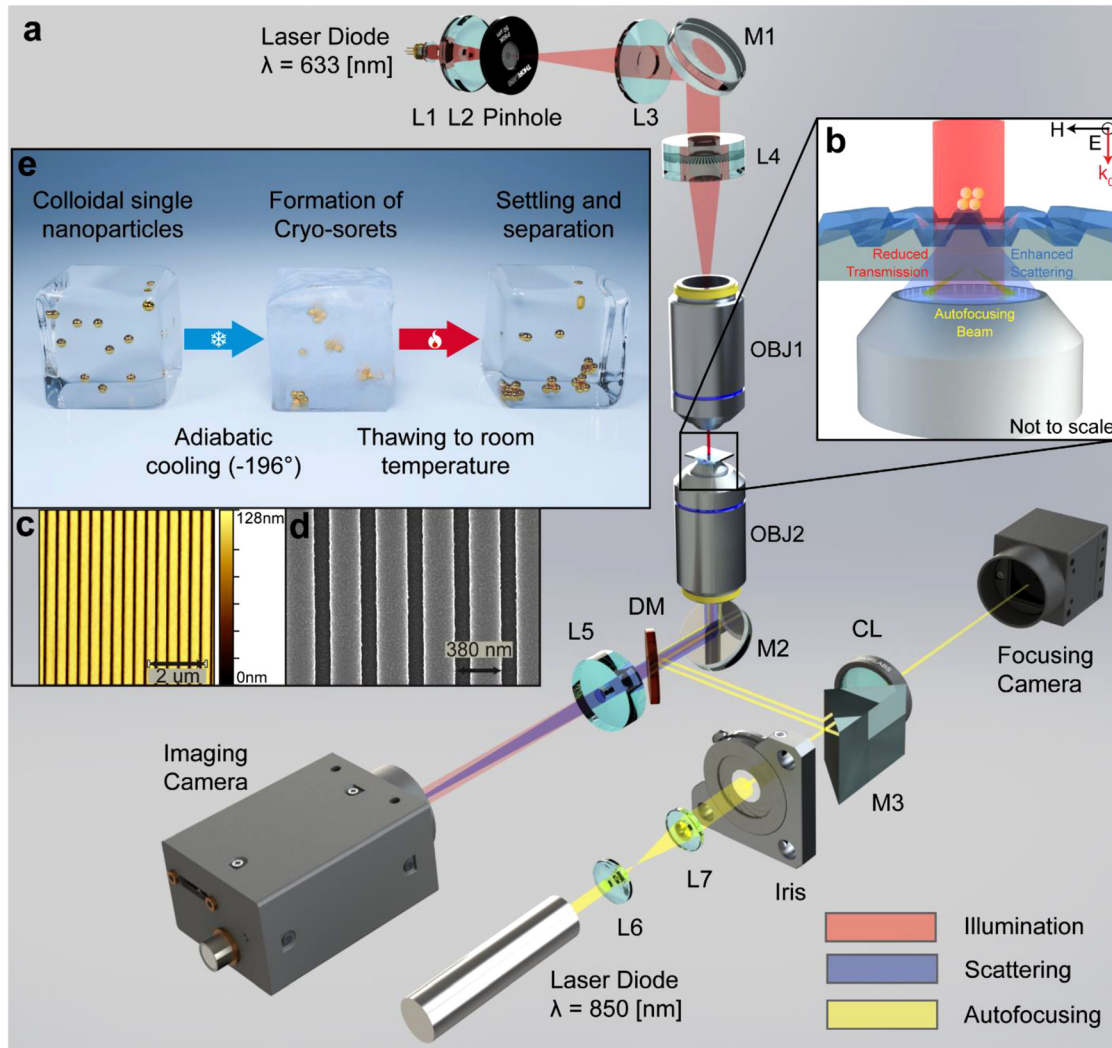 a
Laser Diode
λ = 633 [nm]
L1
L2
Pinhole
L3
M1
L4
THORLABS
b
H
E
Reduced
Transmission
Enhanced
Scattering
Autofocusing
Beam
Not to scale
e
Colloidal single
nanoparticles
Formation of
Cryo-sorets
Settling and
separation
Adiabatic
cooling (-196°)
Thawing to room
temperature
OBJ1
OBJ2
c
128nm
2 um
0nm
d
380 nm
L5
DM
M2
CL
Focusing
Camera
Imaging
Camera
M3
Iris
L7
L6
Laser Diode
λ = 850 [nm]
Illumination
Scattering
Autofocusing